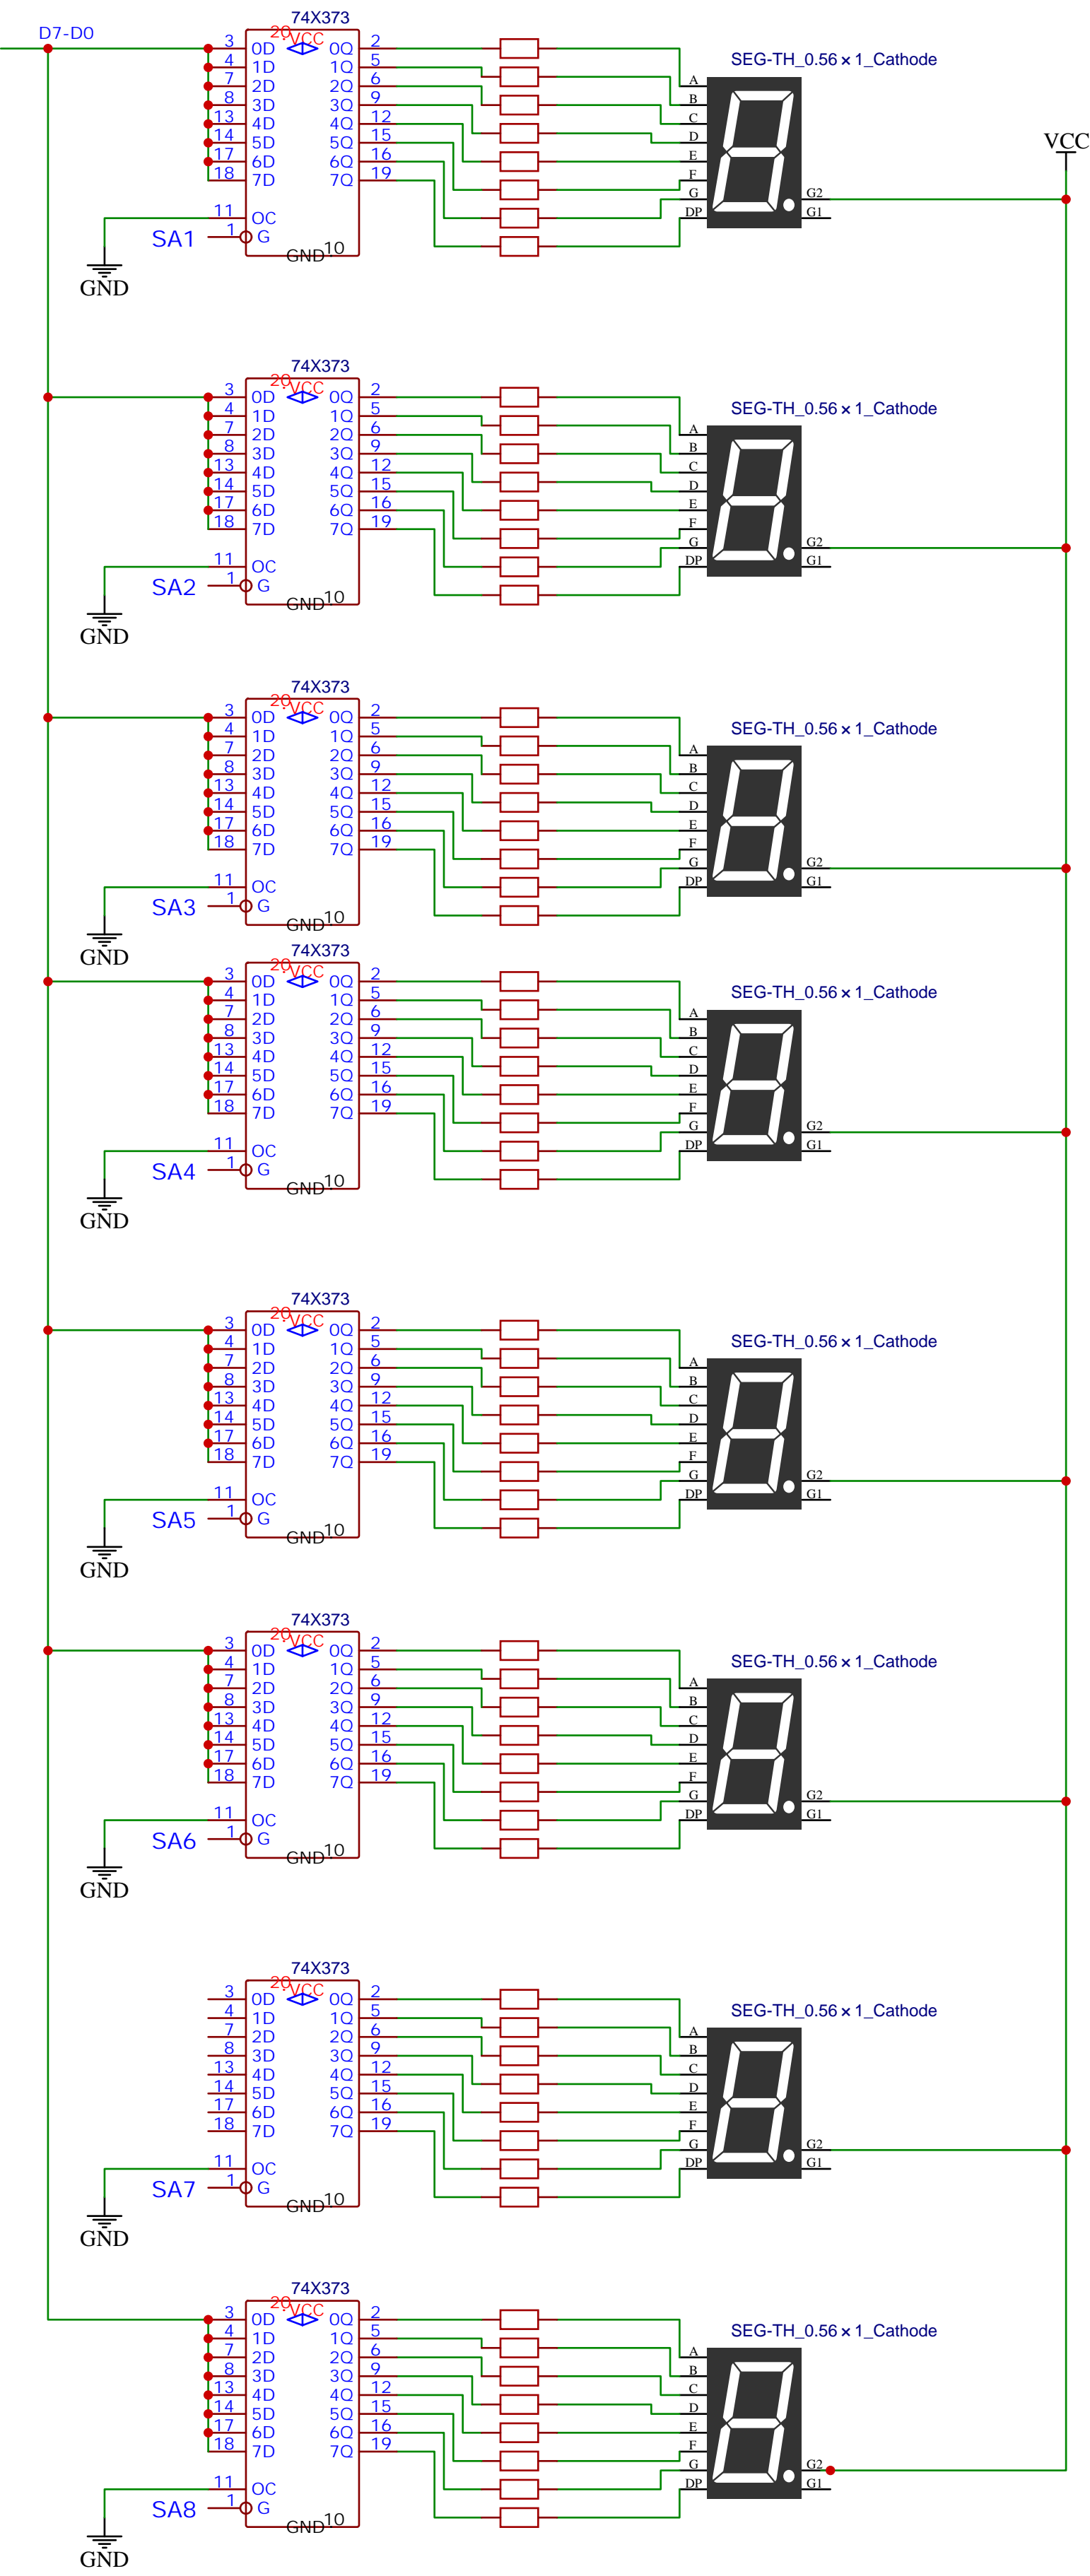 D7-D0
VCC
74X373
20 VCC
3 0D 0Q 2
4 1D 1Q 5
7 2D 2Q 6
8 3D 3Q 9
13 4D 4Q 12
14 5D 5Q 15
17 6D 6Q 16
18 7D 7Q 19
11 OC
SA1 1 G
GND 10
GND
SEG-TH_0.56×1_Cathode
A
B
C
D
E
F
G G2
DP G1
74X373
20 VCC
3 0D 0Q 2
4 1D 1Q 5
7 2D 2Q 6
8 3D 3Q 9
13 4D 4Q 12
14 5D 5Q 15
17 6D 6Q 16
18 7D 7Q 19
11 OC
SA2 1 G
GND 10
GND
SEG-TH_0.56×1_Cathode
A
B
C
D
E
F
G G2
DP G1
74X373
20 VCC
3 0D 0Q 2
4 1D 1Q 5
7 2D 2Q 6
8 3D 3Q 9
13 4D 4Q 12
14 5D 5Q 15
17 6D 6Q 16
18 7D 7Q 19
11 OC
SA3 1 G
GND 10
GND
SEG-TH_0.56×1_Cathode
A
B
C
D
E
F
G G2
DP G1
74X373
20 VCC
3 0D 0Q 2
4 1D 1Q 5
7 2D 2Q 6
8 3D 3Q 9
13 4D 4Q 12
14 5D 5Q 15
17 6D 6Q 16
18 7D 7Q 19
11 OC
SA4 1 G
GND 10
GND
SEG-TH_0.56×1_Cathode
A
B
C
D
E
F
G G2
DP G1
74X373
20 VCC
3 0D 0Q 2
4 1D 1Q 5
7 2D 2Q 6
8 3D 3Q 9
13 4D 4Q 12
14 5D 5Q 15
17 6D 6Q 16
18 7D 7Q 19
11 OC
SA5 1 G
GND 10
GND
SEG-TH_0.56×1_Cathode
A
B
C
D
E
F
G G2
DP G1
74X373
20 VCC
3 0D 0Q 2
4 1D 1Q 5
7 2D 2Q 6
8 3D 3Q 9
13 4D 4Q 12
14 5D 5Q 15
17 6D 6Q 16
18 7D 7Q 19
11 OC
SA6 1 G
GND 10
GND
SEG-TH_0.56×1_Cathode
A
B
C
D
E
F
G G2
DP G1
74X373
20 VCC
3 0D 0Q 2
4 1D 1Q 5
7 2D 2Q 6
8 3D 3Q 9
13 4D 4Q 12
14 5D 5Q 15
17 6D 6Q 16
18 7D 7Q 19
11 OC
SA7 1 G
GND 10
GND
SEG-TH_0.56×1_Cathode
A
B
C
D
E
F
G G2
DP G1
74X373
20 VCC
3 0D 0Q 2
4 1D 1Q 5
7 2D 2Q 6
8 3D 3Q 9
13 4D 4Q 12
14 5D 5Q 15
17 6D 6Q 16
18 7D 7Q 19
11 OC
SA8 1 G
GND 10
GND
SEG-TH_0.56×1_Cathode
A
B
C
D
E
F
G G2
DP G1